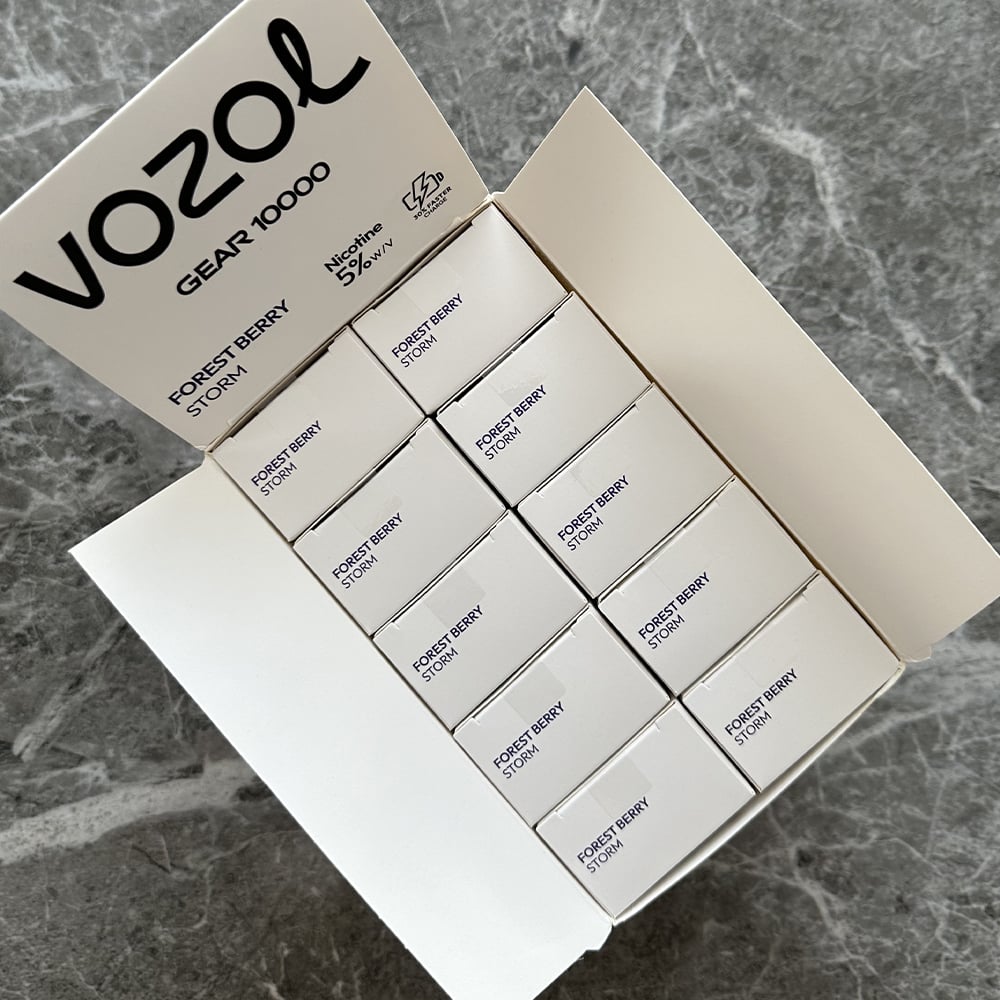 VOZOL
GEAR 10000
Nicotine
5% W/V
30% FASTER
CHARGE
FOREST BERRY
STORM
FOREST BERRY
STORM
FOREST BERRY
STORM
FOREST BERRY
STORM
FOREST BERRY
STORM
FOREST BERRY
STORM
FOREST BERRY
STORM
FOREST BERRY
STORM
FOREST BERRY
STORM
FOREST BERRY
STORM
FOREST BERRY
STORM